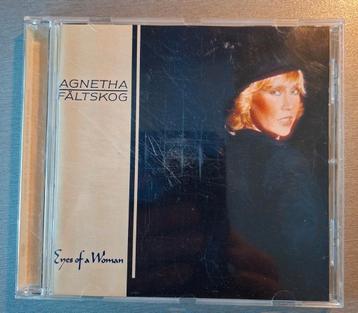 AGNETHA
FÄLTSKOG
Eyes of a Woman